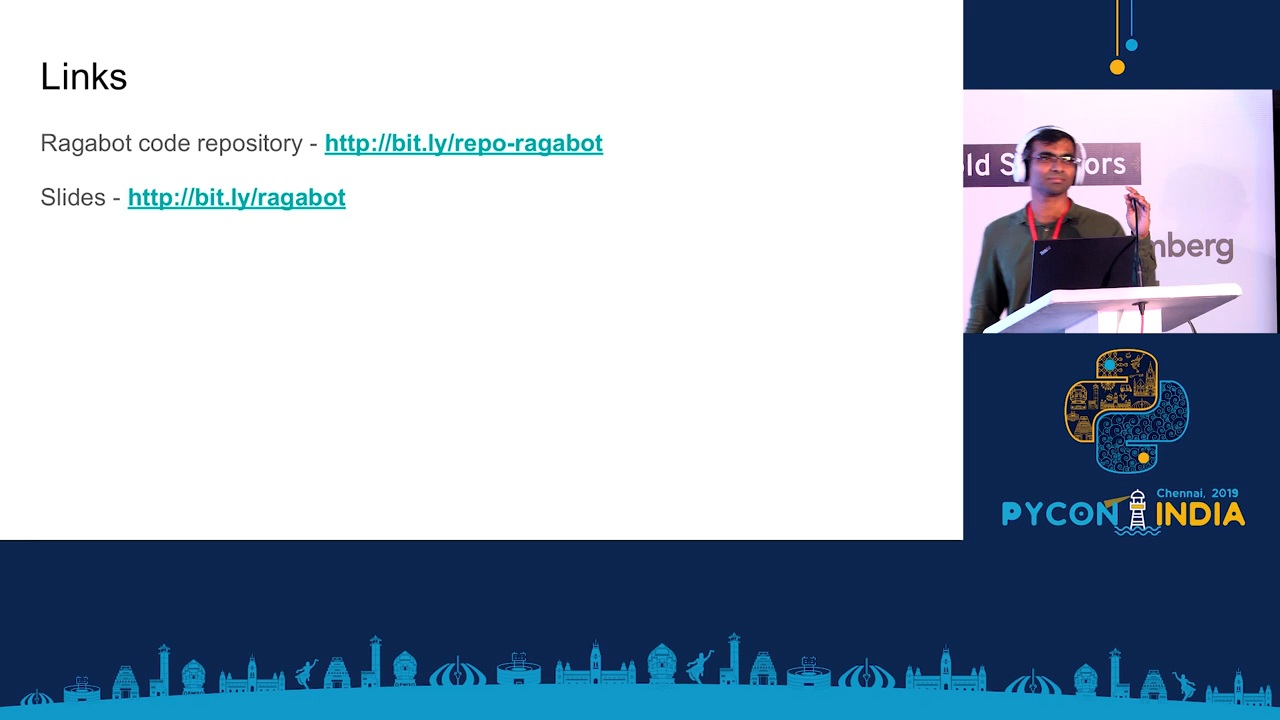 Links
Ragabot code repository - http://bit.ly/repo-ragabot
Slides - http://bit.ly/ragabot
ld S ors
mberg
Chennai, 2019
PYCON INDIA